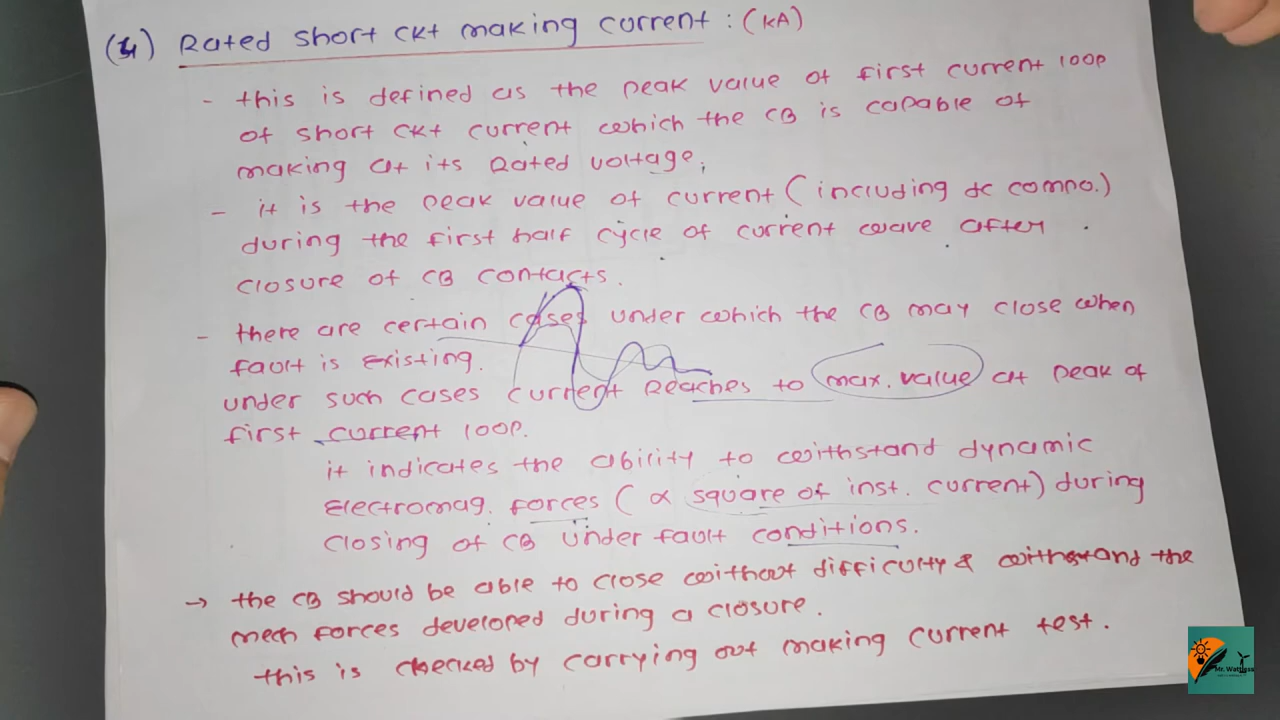 (4) Rated short ckt making current : (kA)
- this is defined as the peak value of first current loop
of short ckt current which the CB is capable of
making at its Rated voltage;
- it is the peak value of current (including dc compo.)
during the first half cycle of current wave after
closure of CB contacts.
- there are certain cases under which the CB may close when
fault is existing.
under such cases current Reaches to max. value at peak of
first current loop.
it indicates the ability to withstand dynamic
Electromag. forces ( ∝ square of inst. current) during
closing of CB under fault conditions.
→ the CB should be able to close without difficulty & withstand the
mech forces developed during a closure.
this is checked by carrying out making current test.
Mr. Wattlese